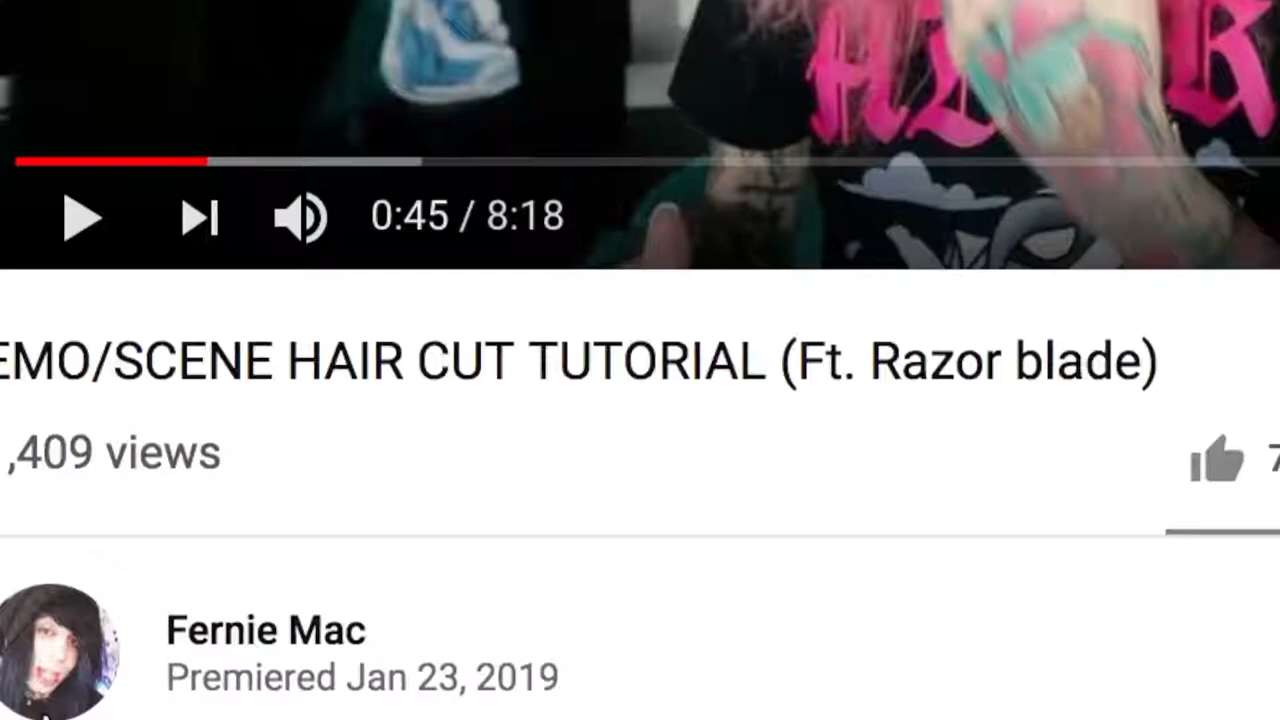 0:45 / 8:18
EMO/SCENE HAIR CUT TUTORIAL (Ft. Razor blade)
,409 views
7
Fernie Mac
Premiered Jan 23, 2019